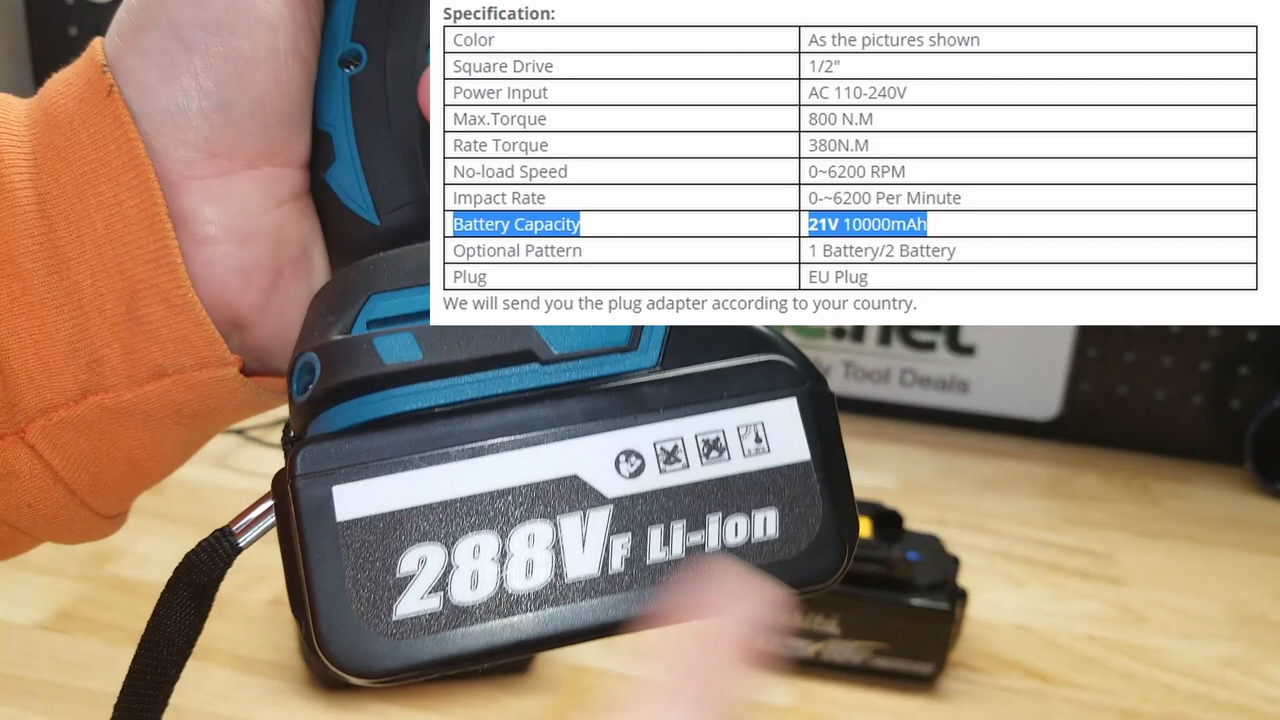 Specification:
Color As the pictures shown
Square Drive 1/2"
Power Input AC 110-240V
Max.Torque 800 N.M
Rate Torque 380N.M
No-load Speed 0~6200 RPM
Impact Rate 0-~6200 Per Minute
Battery Capacity 21V 10000mAh
Optional Pattern 1 Battery/2 Battery
Plug EU Plug
We will send you the plug adapter according to your country.
.net
Tool Deals
288VF Li-ion